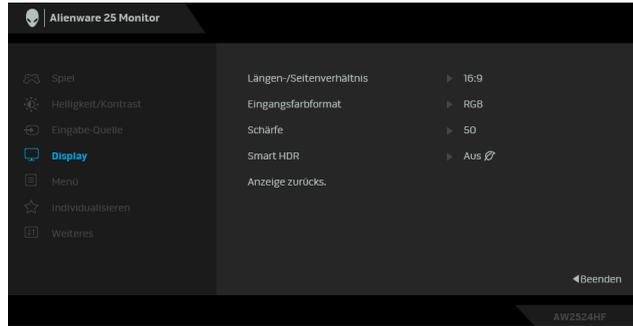 Alienware 25 Monitor
Spiel
Helligkeit/Kontrast
Eingabe-Quelle
Display
Menü
Individualisieren
Weiteres
Längen-/Seitenverhältnis 16:9
Eingangsfarbformat RGB
Schärfe 50
Smart HDR Aus
Anzeige zurücks.
Beenden
AW2524HF